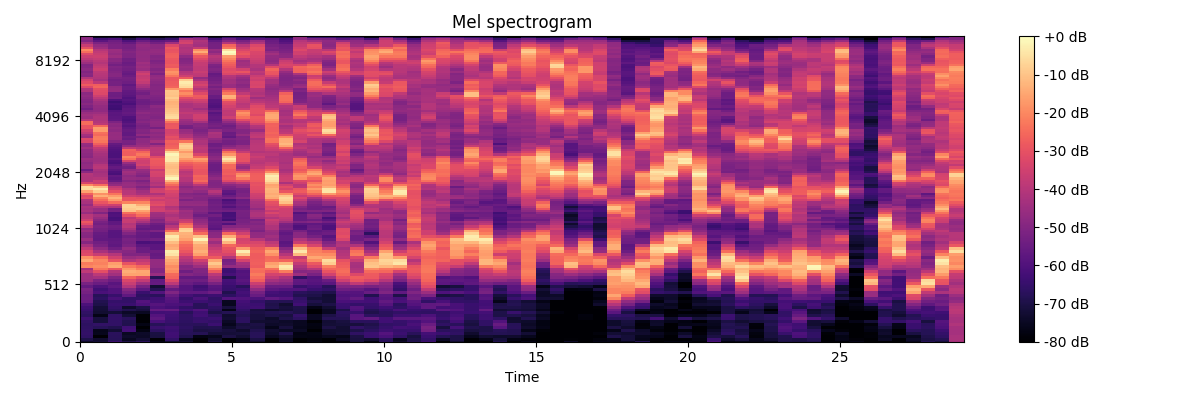 Mel spectrogram
Hz
8192
4096
2048
1024
512
0
0 5 10 15 20 25
Time
+0 dB
-10 dB
-20 dB
-30 dB
-40 dB
-50 dB
-60 dB
-70 dB
-80 dB